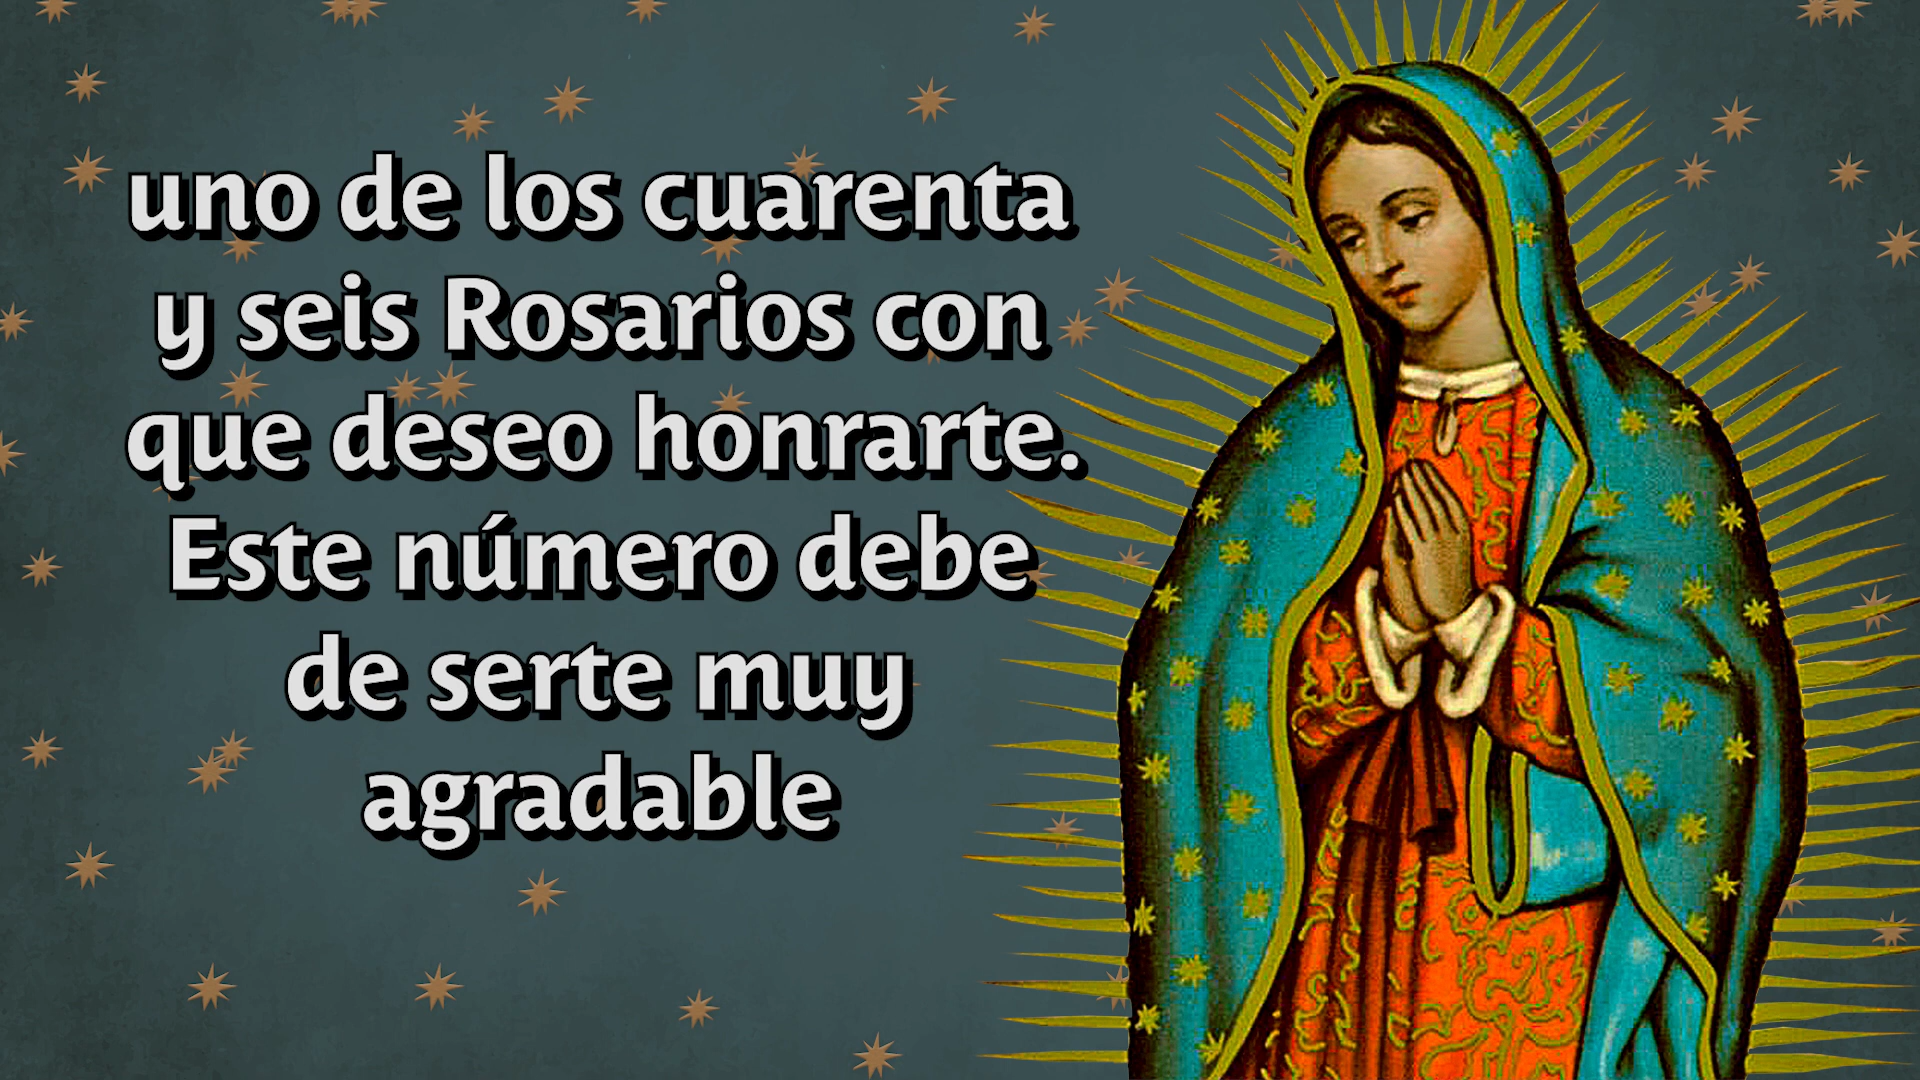 uno de los cuarenta
y seis Rosarios con
que deseo honrarte.
Este número debe
de serte muy
agradable